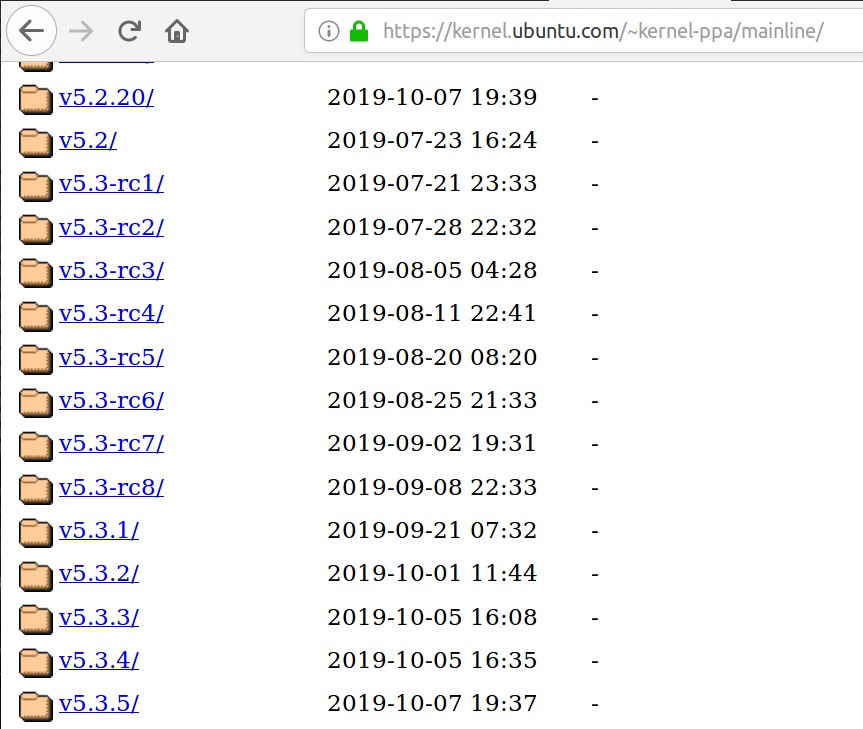 https://kernel.ubuntu.com/~kernel-ppa/mainline/
v5.2.20/ 2019-10-07 19:39 -
v5.2/ 2019-07-23 16:24 -
v5.3-rc1/ 2019-07-21 23:33 -
v5.3-rc2/ 2019-07-28 22:32 -
v5.3-rc3/ 2019-08-05 04:28 -
v5.3-rc4/ 2019-08-11 22:41 -
v5.3-rc5/ 2019-08-20 08:20 -
v5.3-rc6/ 2019-08-25 21:33 -
v5.3-rc7/ 2019-09-02 19:31 -
v5.3-rc8/ 2019-09-08 22:33 -
v5.3.1/ 2019-09-21 07:32 -
v5.3.2/ 2019-10-01 11:44 -
v5.3.3/ 2019-10-05 16:08 -
v5.3.4/ 2019-10-05 16:35 -
v5.3.5/ 2019-10-07 19:37 -